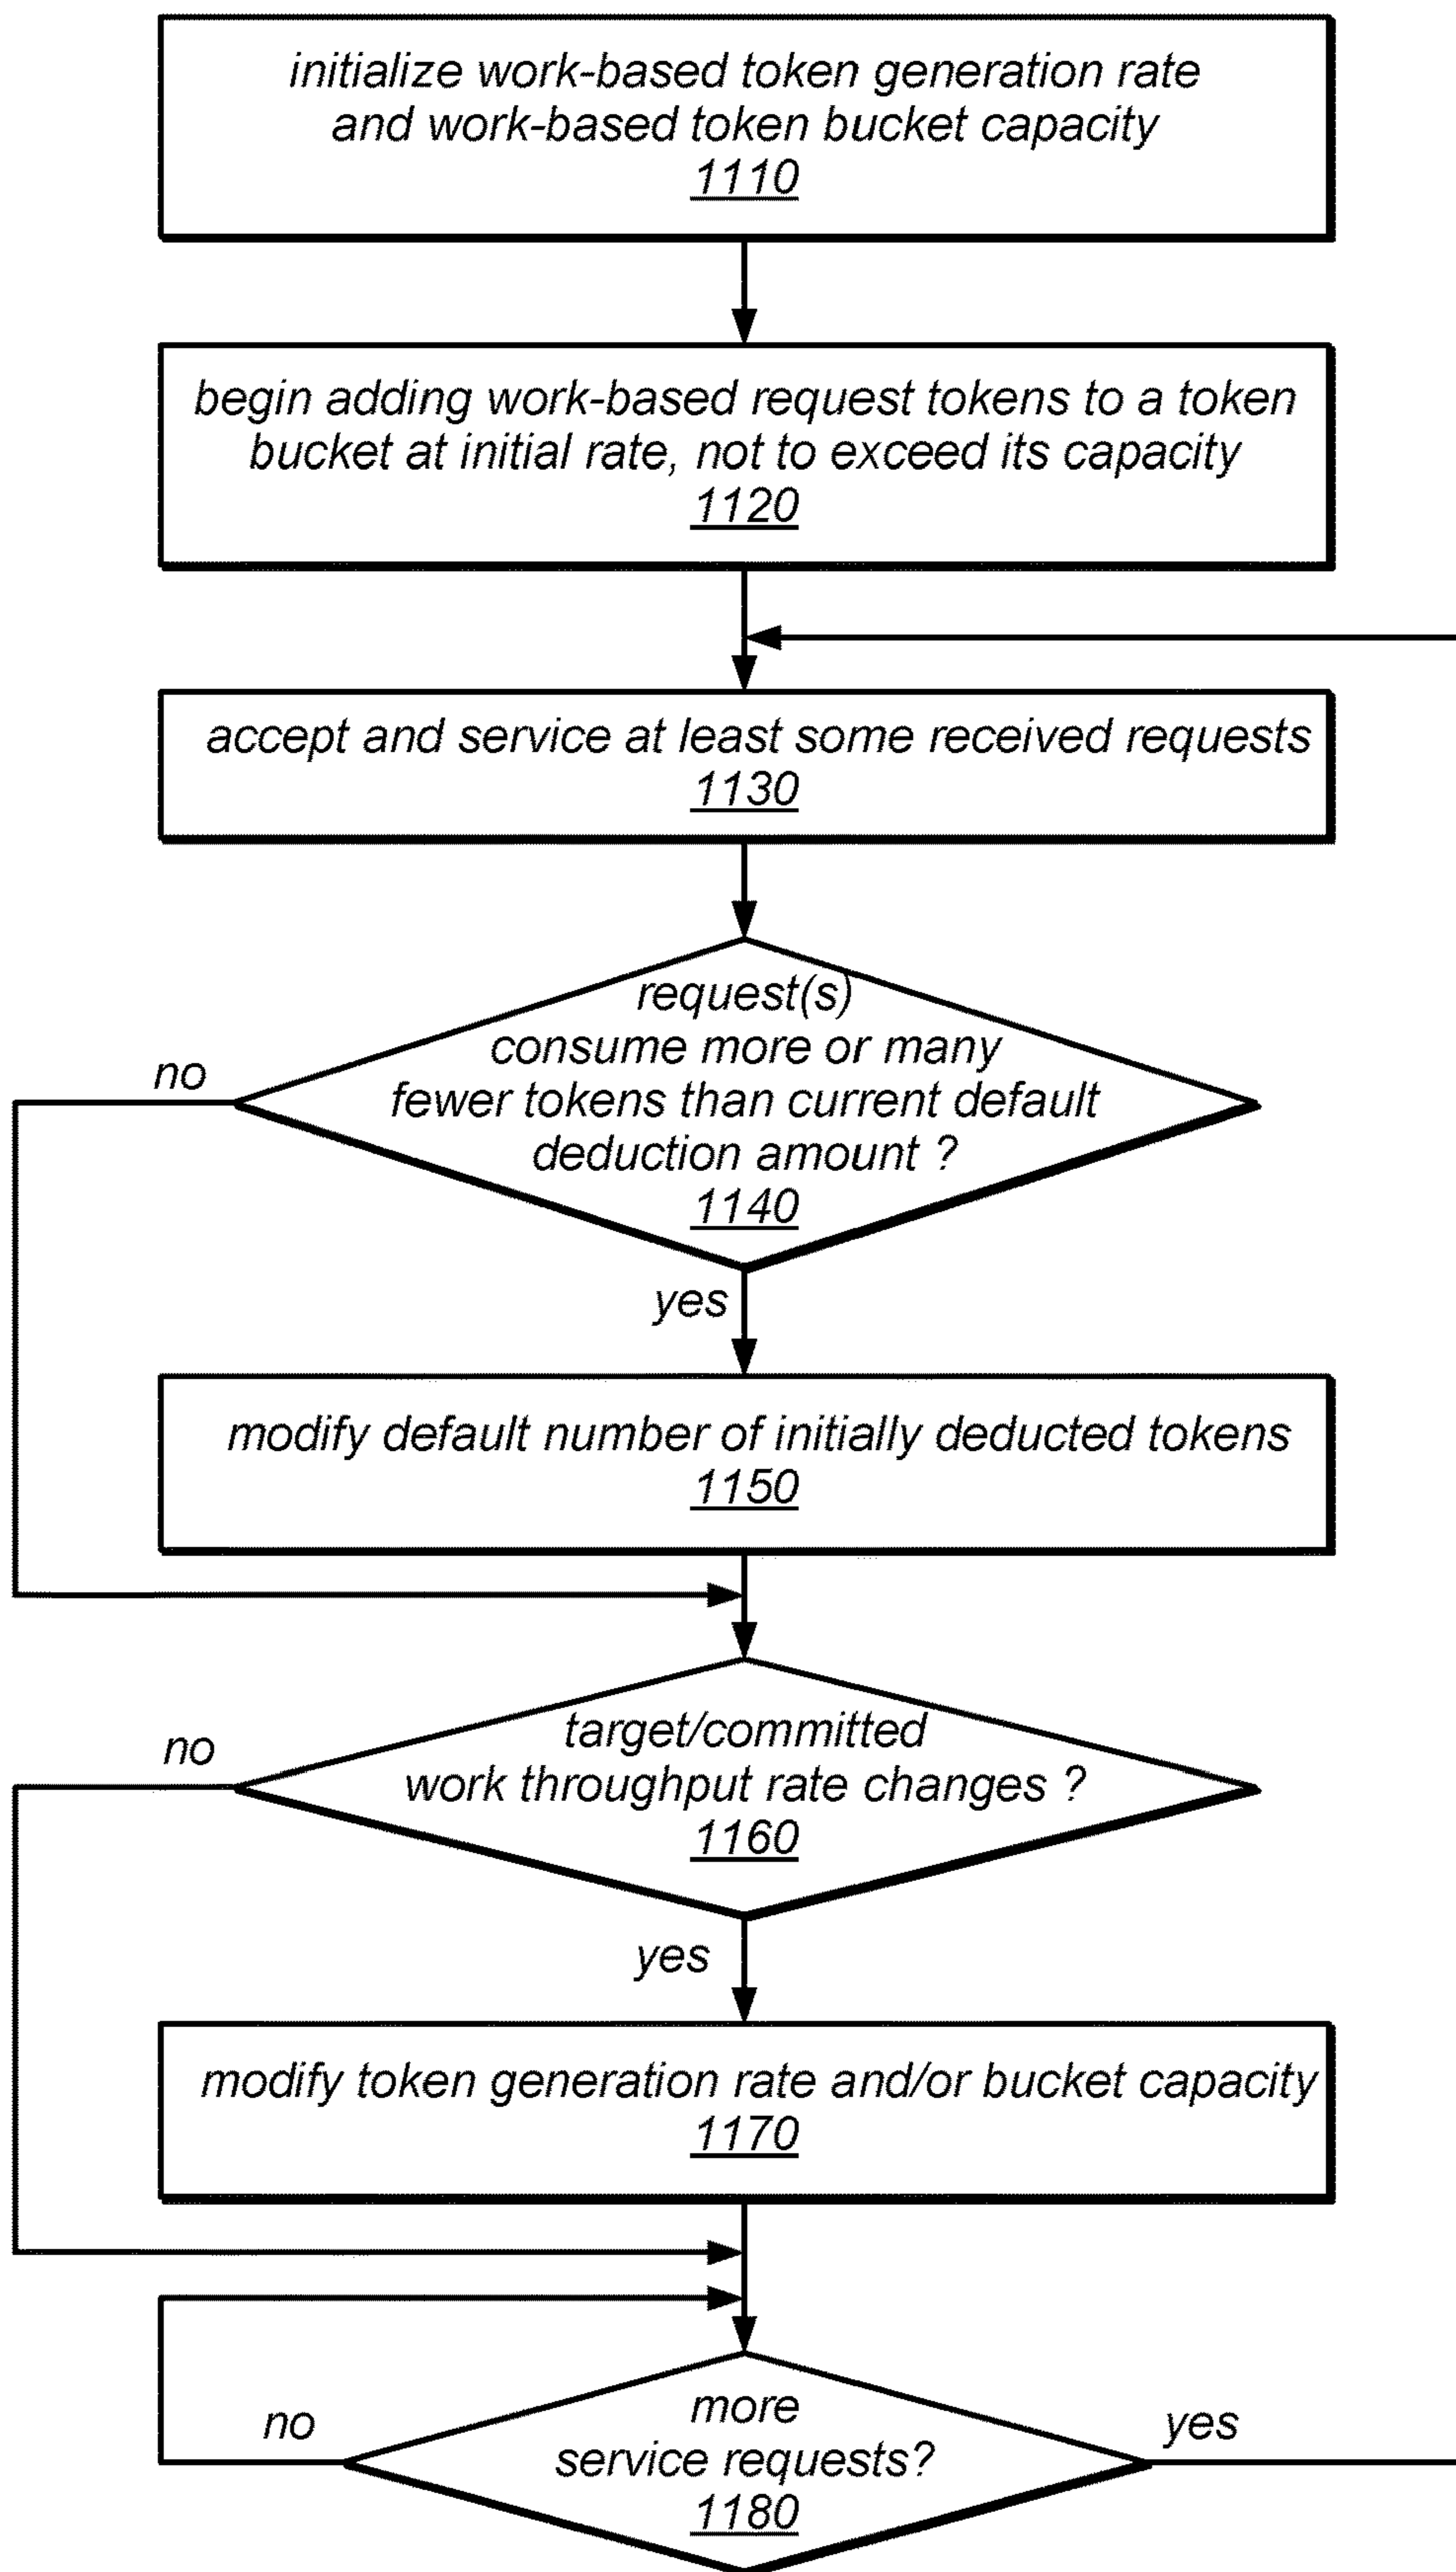 initialize work-based token generation rate
and work-based token bucket capacity
1110
begin adding work-based request tokens to a token
bucket at initial rate, not to exceed its capacity
1120
accept and service at least some received requests
1130
request(s)
consume more or many
fewer tokens than current default
deduction amount ?
1140
no
yes
modify default number of initially deducted tokens
1150
target/committed
work throughput rate changes ?
1160
no
yes
modify token generation rate and/or bucket capacity
1170
more
service requests?
1180
no
yes